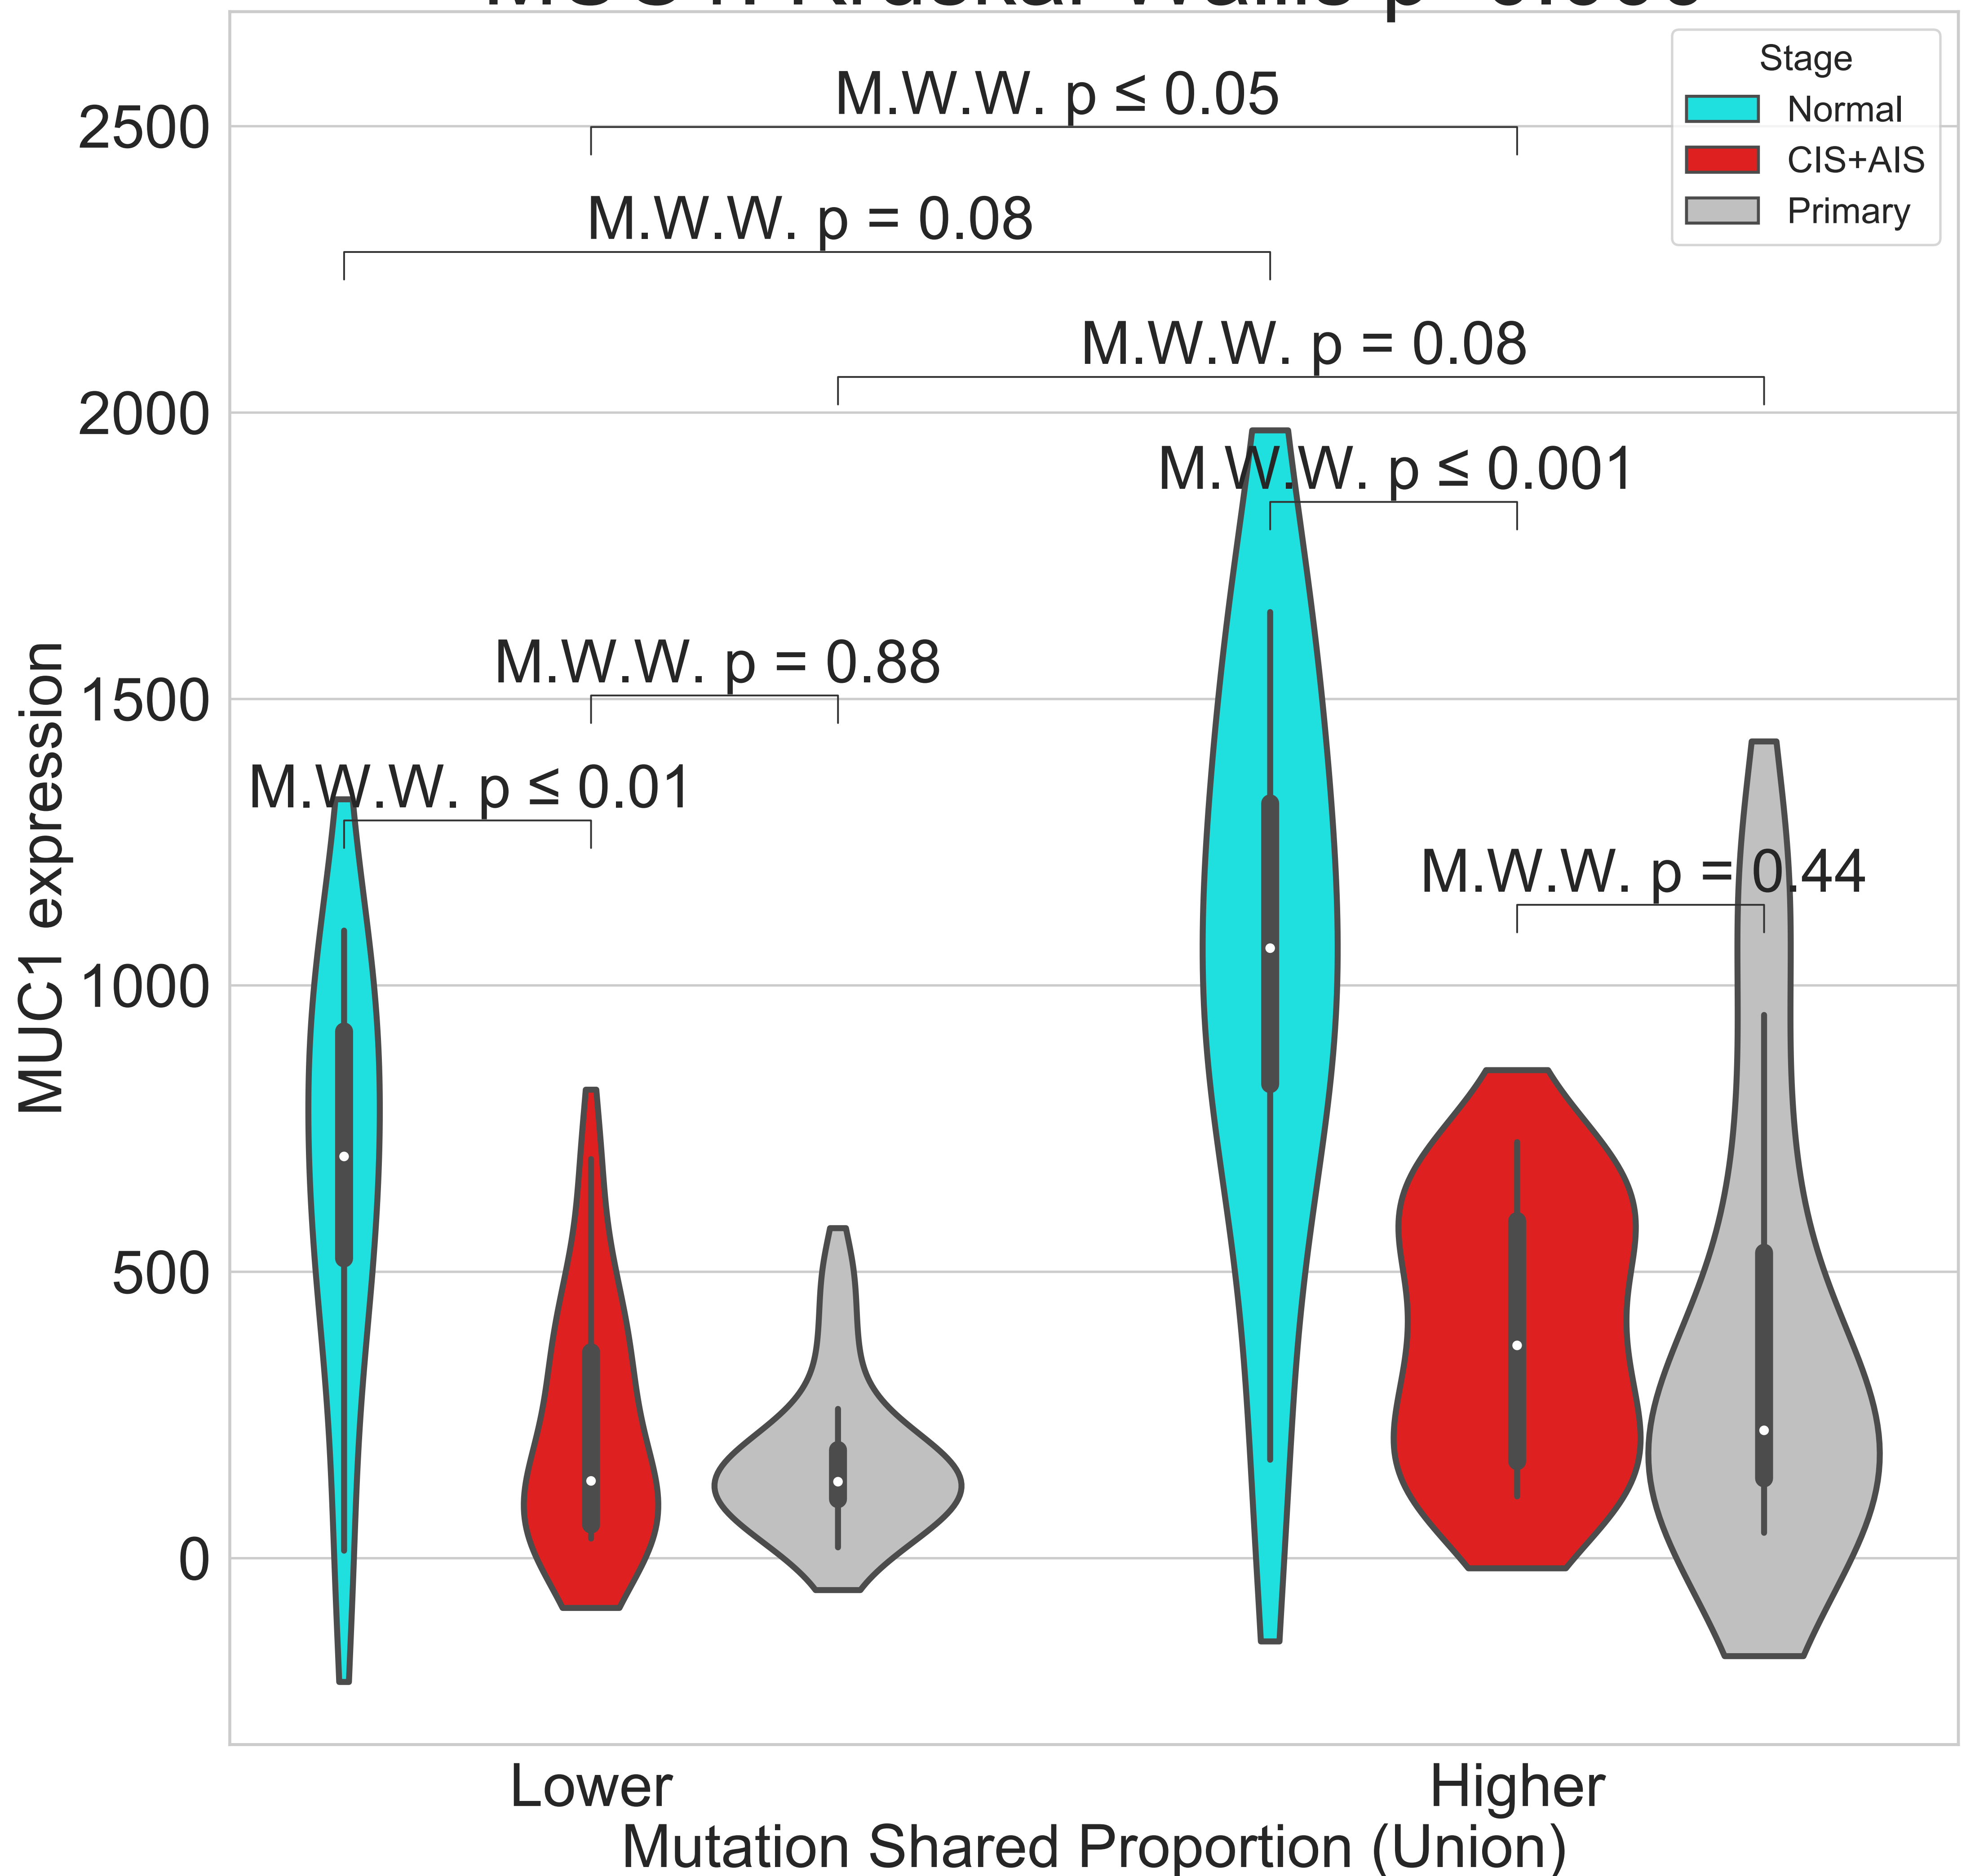 Stage
Normal
CIS+AIS
Primary
M.W.W. p ≤ 0.05
M.W.W. p = 0.08
M.W.W. p = 0.08
M.W.W. p ≤ 0.001
M.W.W. p = 0.88
M.W.W. p ≤ 0.01
M.W.W. p = 0.44
2500
2000
1500
1000
500
0
MUC1 expression
Lower
Higher
Mutation Shared Proportion (Union)